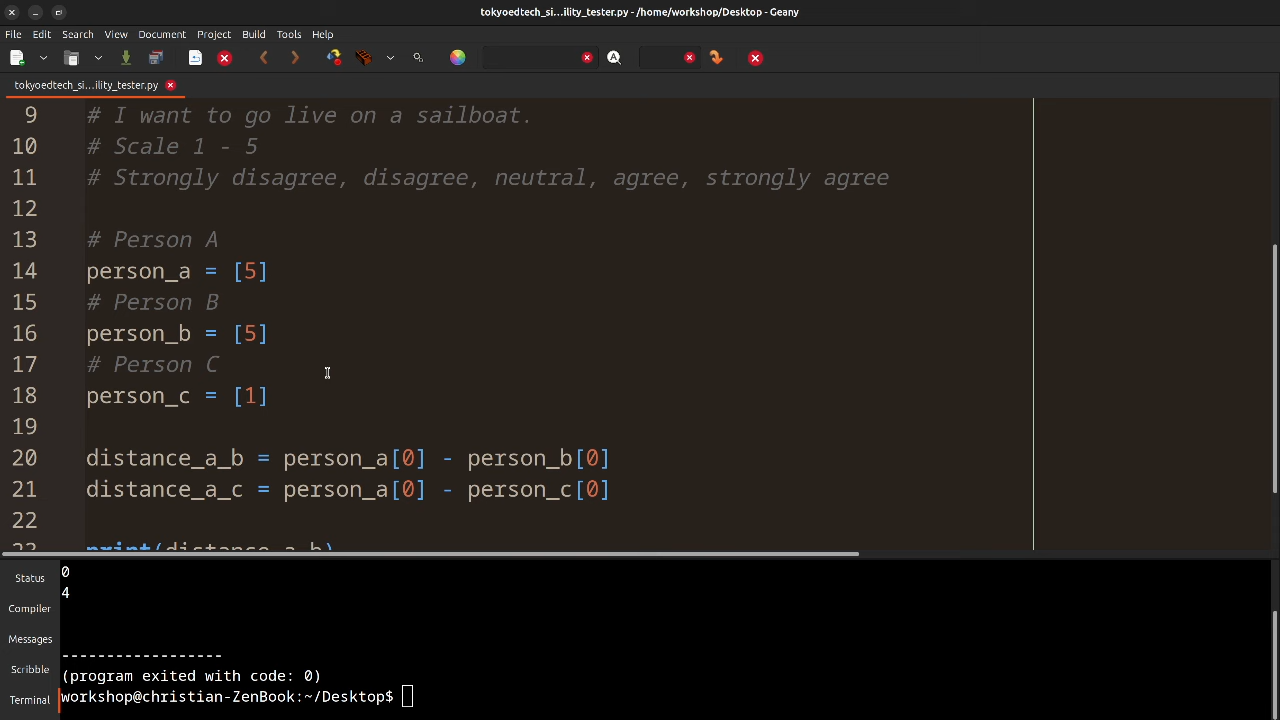 tokyoedtech_si...ility_tester.py - /home/workshop/Desktop - Geany
File Edit Search View Document Project Build Tools Help
tokyoedtech_si...ility_tester.py
9 # I want to go live on a sailboat.
10 # Scale 1 - 5
11 # Strongly disagree, disagree, neutral, agree, strongly agree
12
13 # Person A
14 person_a = [5]
15 # Person B
16 person_b = [5]
17 # Person C
18 person_c = [1]
19
20 distance_a_b = person_a[0] - person_b[0]
21 distance_a_c = person_a[0] - person_c[0]
22
23 print(distance_a_b)
Status
Compiler
Messages
Scribble
Terminal
0
4
------------------
(program exited with code: 0)
workshop@christian-ZenBook:~/Desktop$